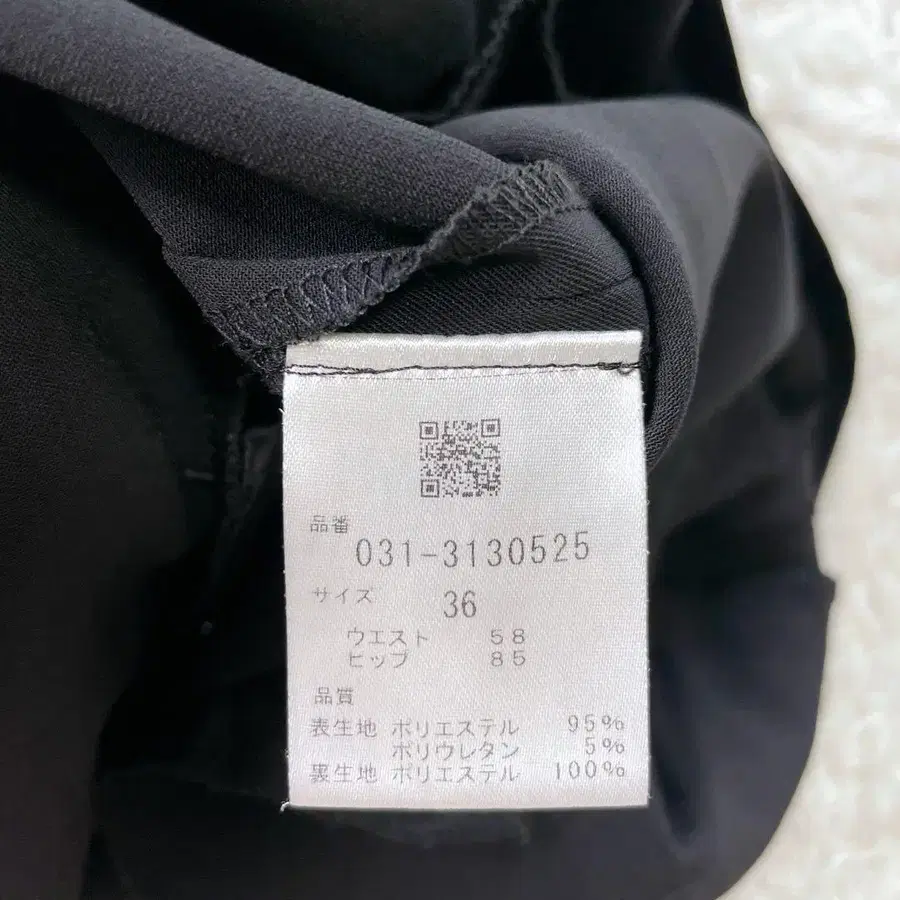 品番
031-3130525
サイズ 36
ウエスト 58
ヒップ 85
品質
表生地 ポリエステル 95%
ポリウレタン 5%
裏生地 ポリエステル 100%